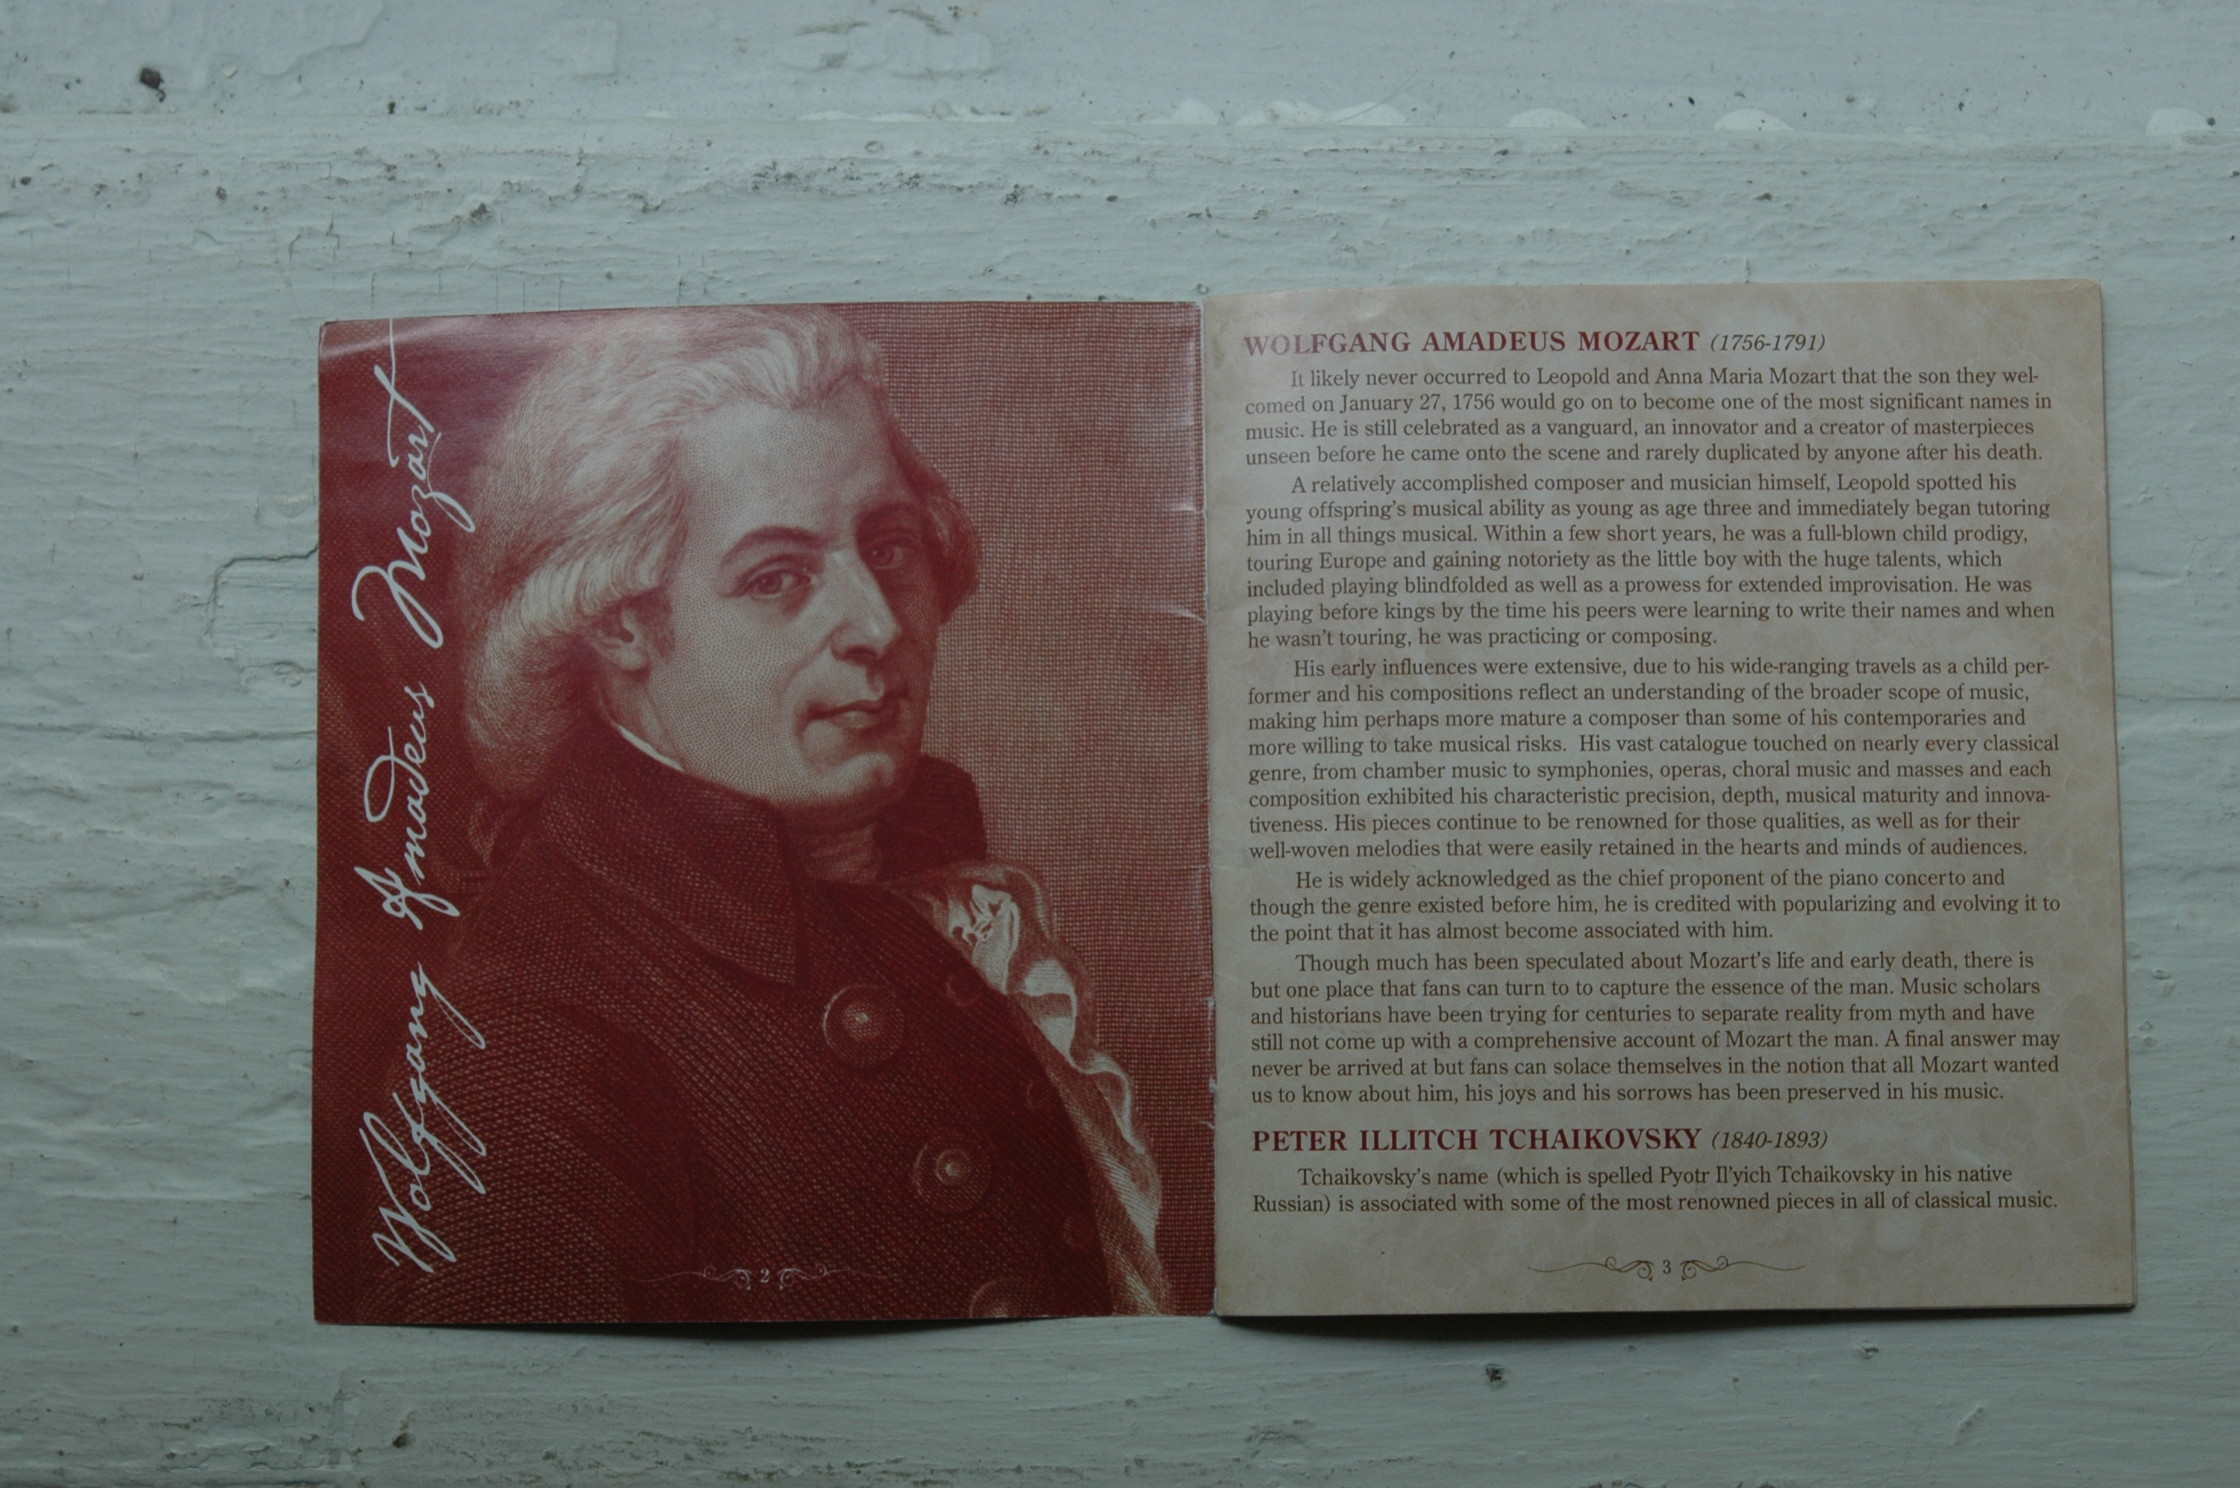 Wolfgang Amadeus Mozart
2
WOLFGANG AMADEUS MOZART (1756-1791)
It likely never occurred to Leopold and Anna Maria Mozart that the son they wel-
comed on January 27, 1756 would go on to become one of the most significant names in
music. He is still celebrated as a vanguard, an innovator and a creator of masterpieces
unseen before he came onto the scene and rarely duplicated by anyone after his death.
A relatively accomplished composer and musician himself, Leopold spotted his
young offspring's musical ability as young as age three and immediately began tutoring
him in all things musical. Within a few short years, he was a full-blown child prodigy,
touring Europe and gaining notoriety as the little boy with the huge talents, which
included playing blindfolded as well as a prowess for extended improvisation. He was
playing before kings by the time his peers were learning to write their names and when
he wasn't touring, he was practicing or composing.
His early influences were extensive, due to his wide-ranging travels as a child per-
former and his compositions reflect an understanding of the broader scope of music,
making him perhaps more mature a composer than some of his contemporaries and
more willing to take musical risks. His vast catalogue touched on nearly every classical
genre, from chamber music to symphonies, operas, choral music and masses and each
composition exhibited his characteristic precision, depth, musical maturity and innova-
tiveness. His pieces continue to be renowned for those qualities, as well as for their
well-woven melodies that were easily retained in the hearts and minds of audiences.
He is widely acknowledged as the chief proponent of the piano concerto and
though the genre existed before him, he is credited with popularizing and evolving it to
the point that it has almost become associated with him.
Though much has been speculated about Mozart's life and early death, there is
but one place that fans can turn to to capture the essence of the man. Music scholars
and historians have been trying for centuries to separate reality from myth and have
still not come up with a comprehensive account of Mozart the man. A final answer may
never be arrived at but fans can solace themselves in the notion that all Mozart wanted
us to know about him, his joys and his sorrows has been preserved in his music.
PETER ILLITCH TCHAIKOVSKY (1840-1893)
Tchaikovsky's name (which is spelled Pyotr Il'yich Tchaikovsky in his native
Russian) is associated with some of the most renowned pieces in all of classical music.
3